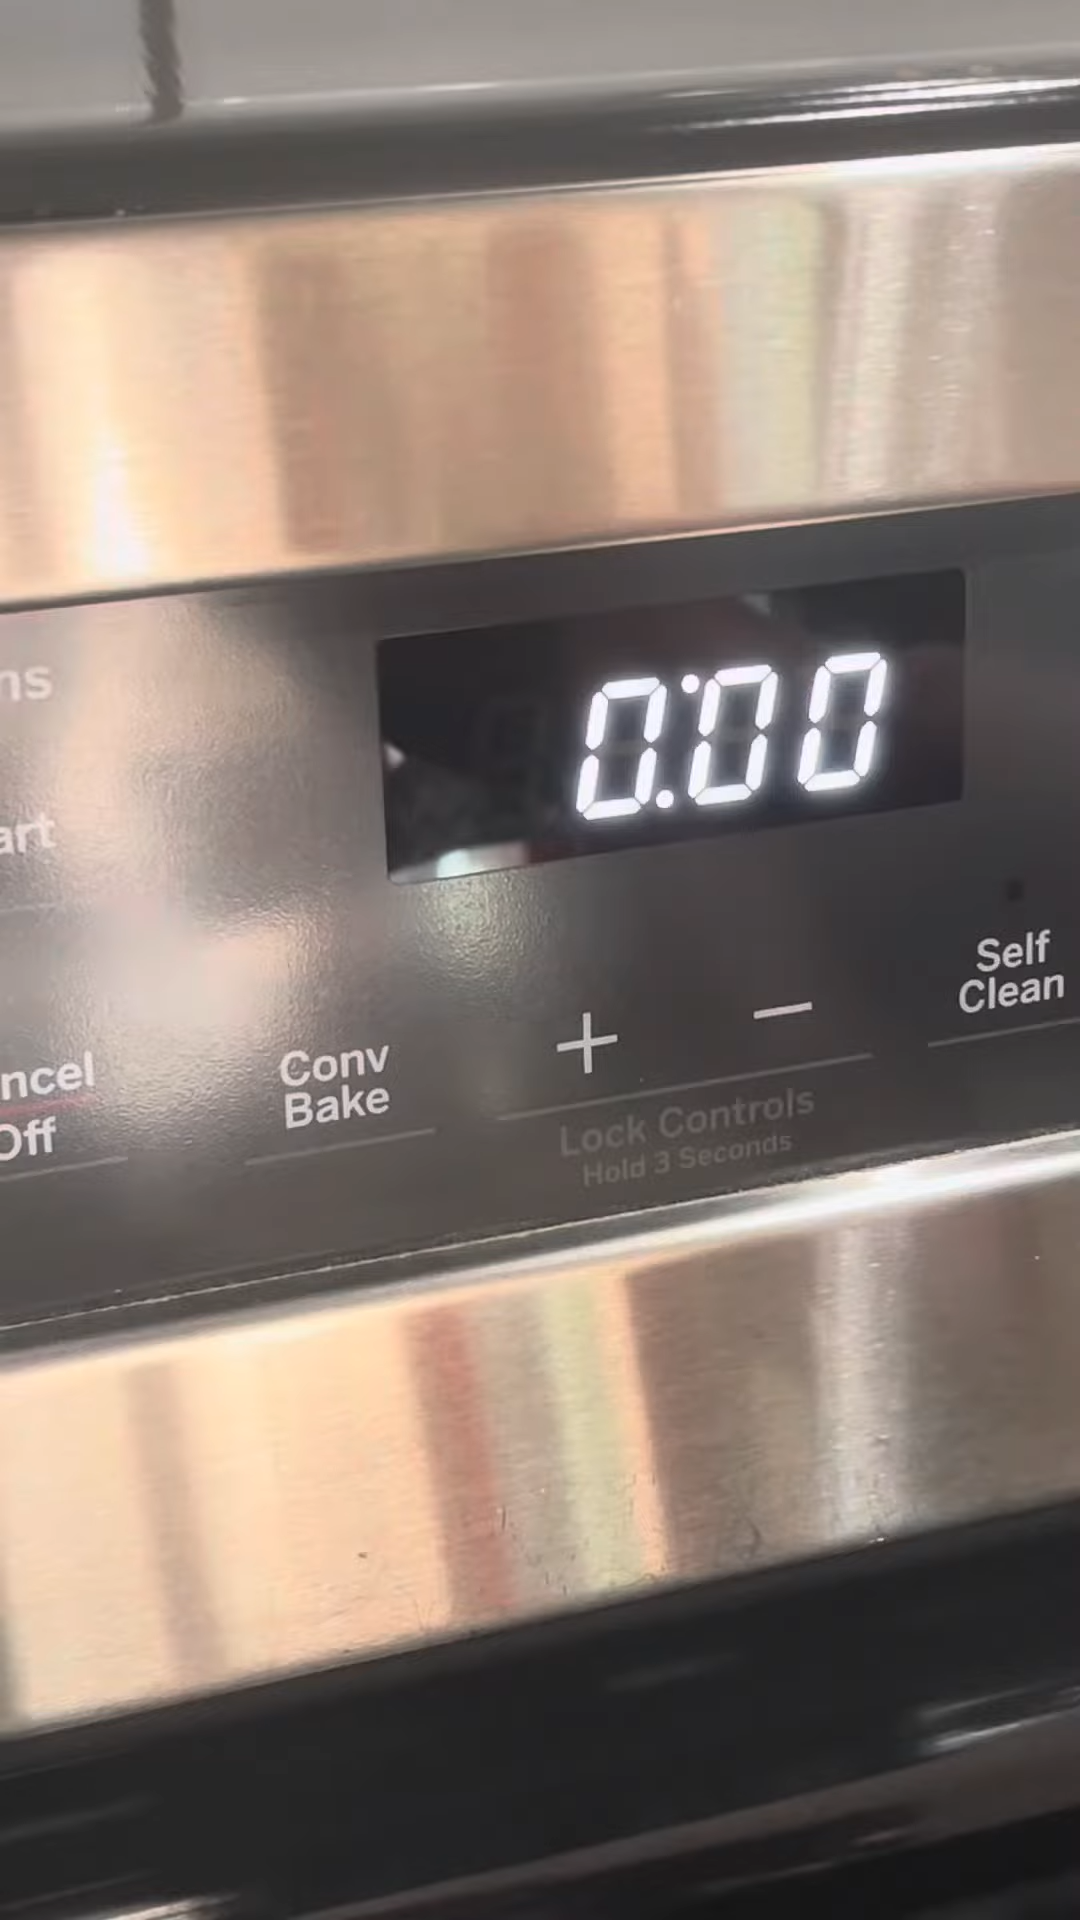 ns
0:00
art
Self
Clean
+ −
Conv
Bake
ncel
Off
Lock Controls
Hold 3 Seconds